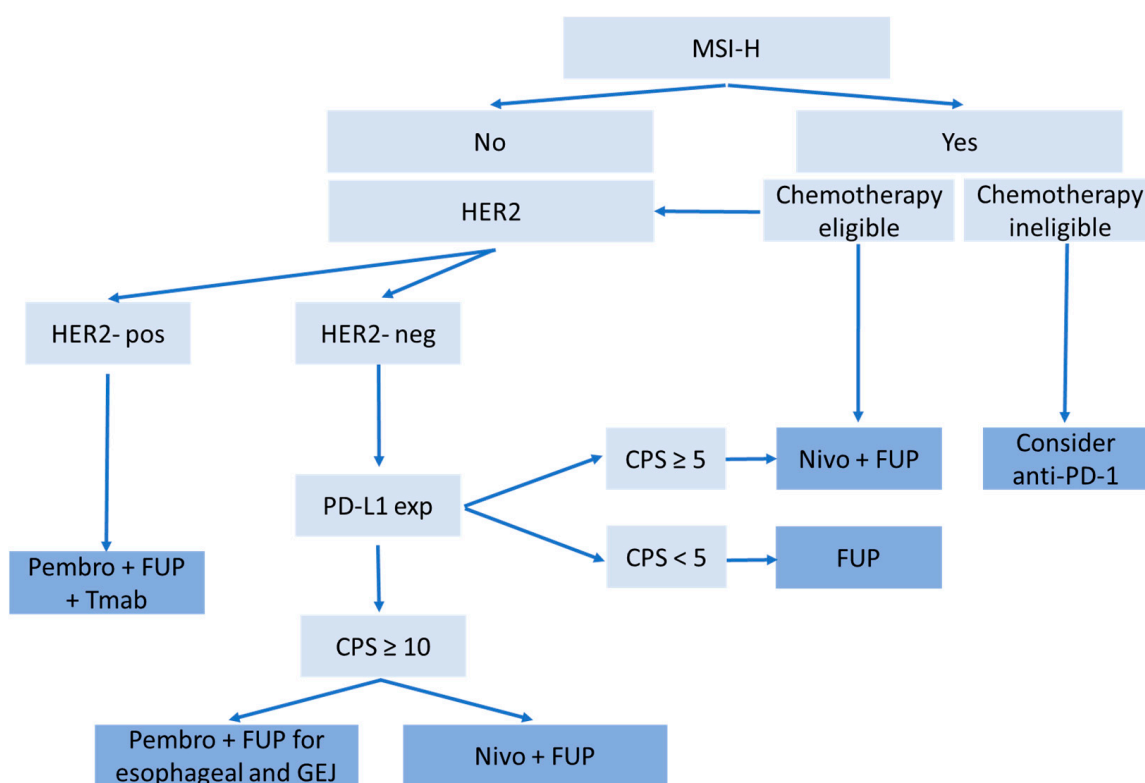 MSI-H
No
Yes
HER2
Chemotherapy
eligible
Chemotherapy
ineligible
HER2- pos
HER2- neg
CPS ≥ 5
Nivo + FUP
Consider
anti-PD-1
PD-L1 exp
CPS < 5
FUP
Pembro + FUP
+ Tmab
CPS ≥ 10
Pembro + FUP for
esophageal and GEJ
Nivo + FUP